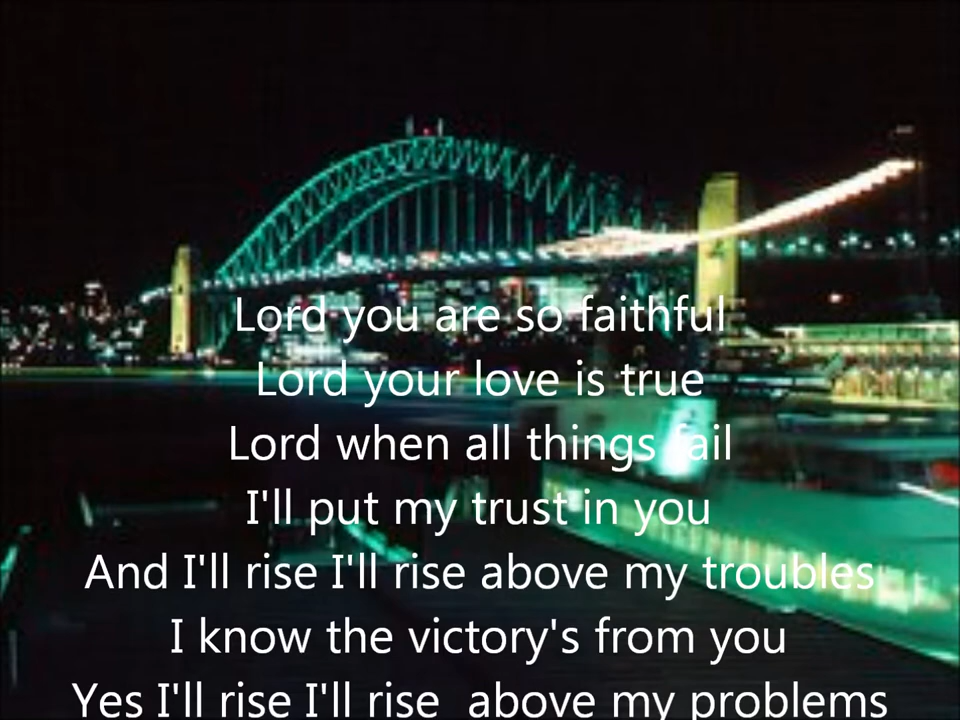 Lord you are so faithful
Lord your love is true
Lord when all things fail
I'll put my trust in you
And I'll rise I'll rise above my troubles
I know the victory's from you
Yes I'll rise I'll rise  above my problems